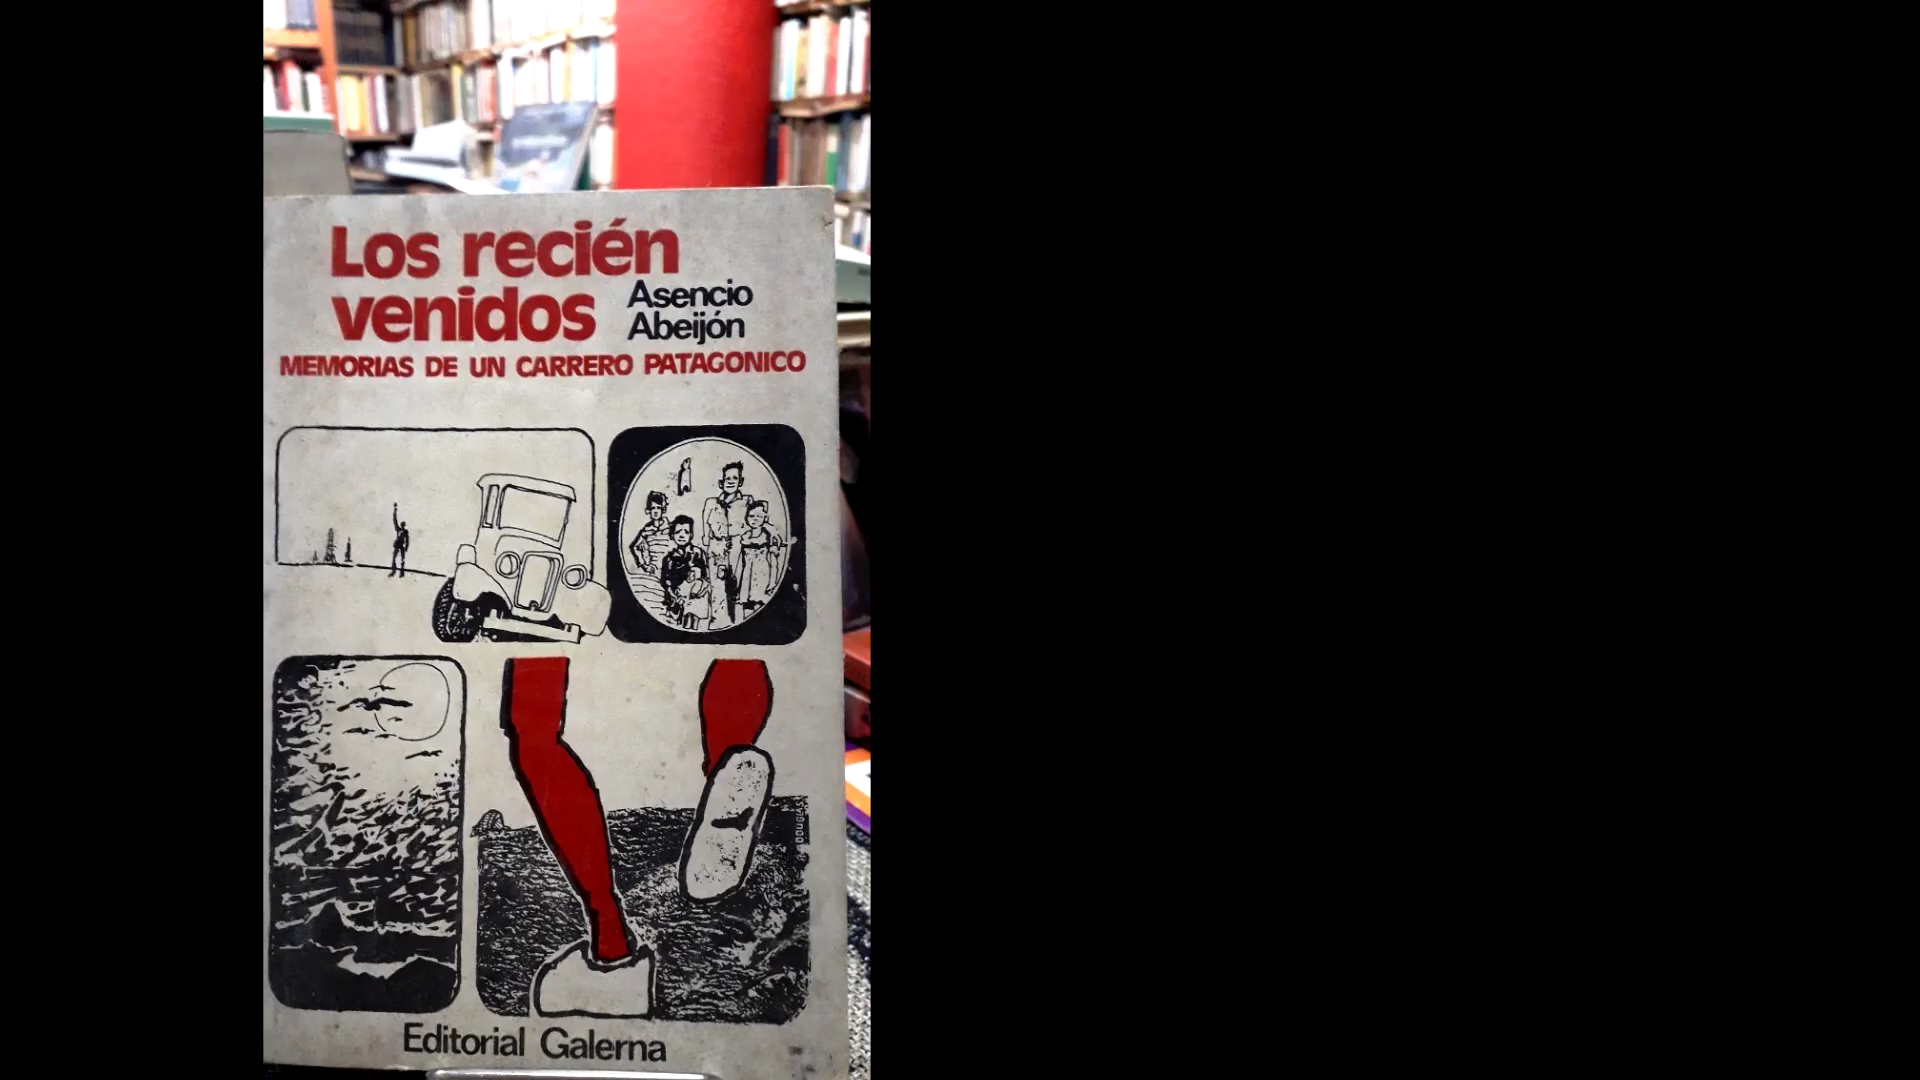 Los recién
venidos
Asencio
Abeijón
MEMORIAS DE UN CARRERO PATAGONICO
Editorial Galerna